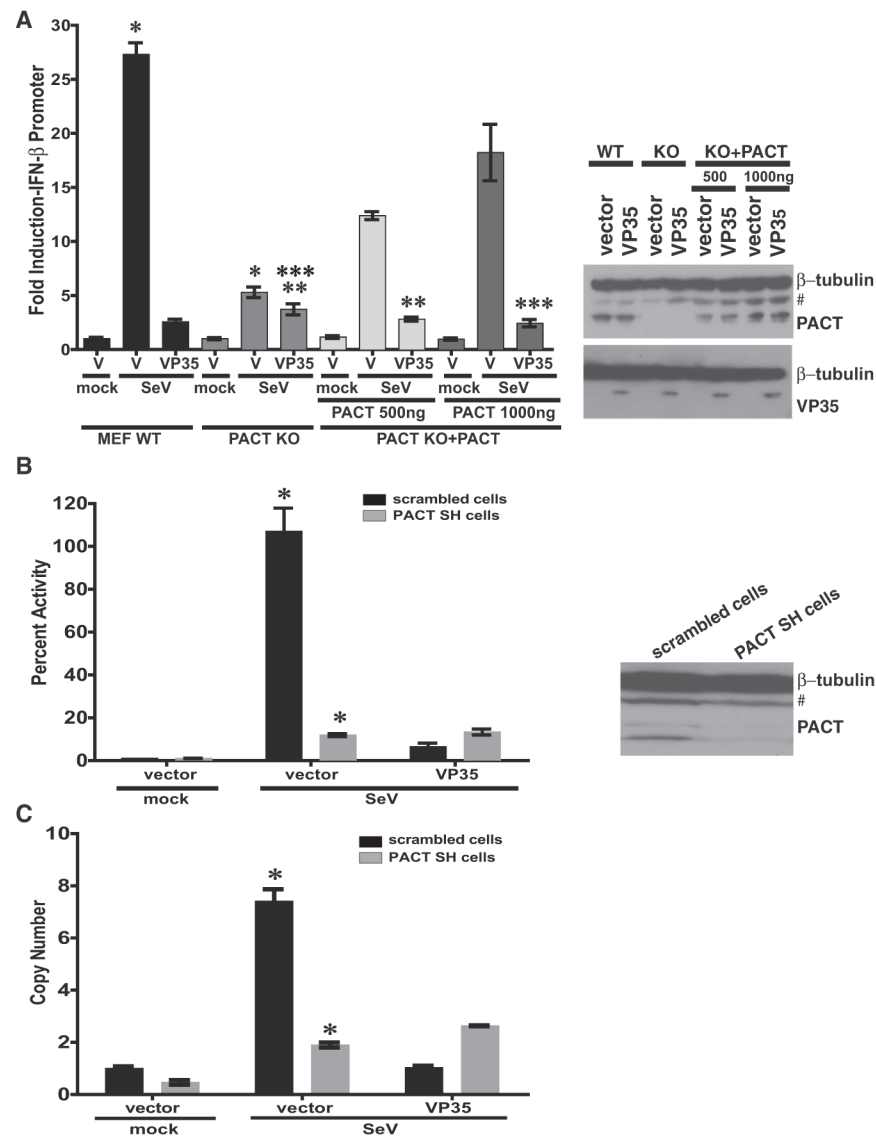 A
Fold Induction-IFN-β Promoter
30
25
20
15
10
5
0
*
*
***
**
**
***
V V VP35 V V VP35 V V VP35 V V VP35
mock SeV mock SeV mock SeV mock SeV
PACT 500ng PACT 1000ng
MEF WT PACT KO PACT KO+PACT
WT KO KO+PACT
500 1000ng
vector VP35 vector VP35 vector VP35 vector VP35
β–tubulin
#
PACT
β–tubulin
VP35
B
Percent Activity
120
100
80
60
40
20
0
scrambled cells
PACT SH cells
*
*
vector vector VP35
mock SeV
scrambled cells
PACT SH cells
β–tubulin
#
PACT
C
Copy Number
10
8
6
4
2
0
scrambled cells
PACT SH cells
*
*
vector vector VP35
mock SeV